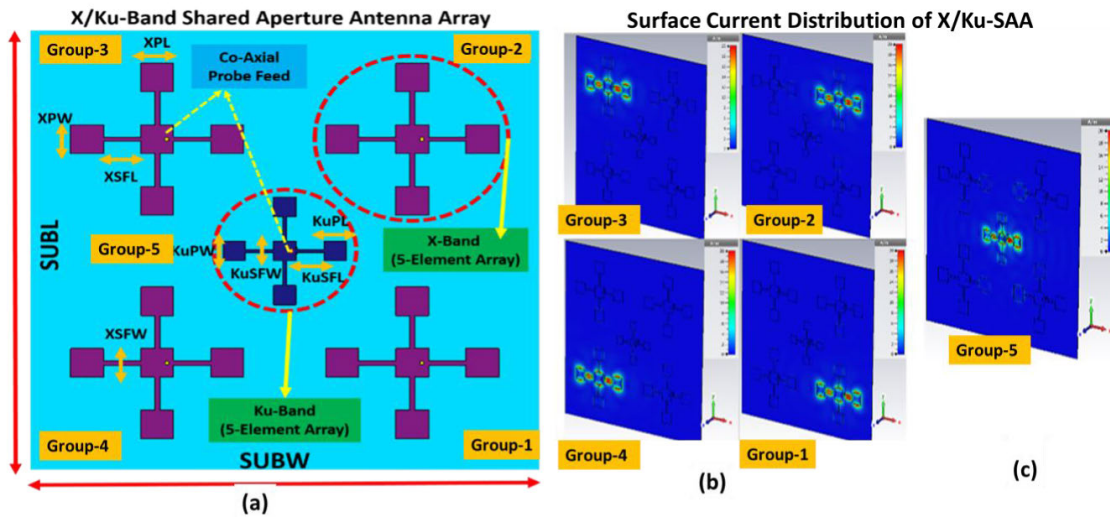 X/Ku-Band Shared Aperture Antenna Array
Group-3
XPL
Co-Axial
Probe Feed
Group-2
XPW
XSFL
SUBL
Group-5
KuPL
KuPW
KuSFW
KuSFL
X-Band
(5-Element Array)
XSFW
Ku-Band
(5-Element Array)
Group-4
Group-1
SUBW
(a)
Surface Current Distribution of X/Ku-SAA
Group-3
Group-2
Group-4
Group-1
(b)
Group-5
(c)